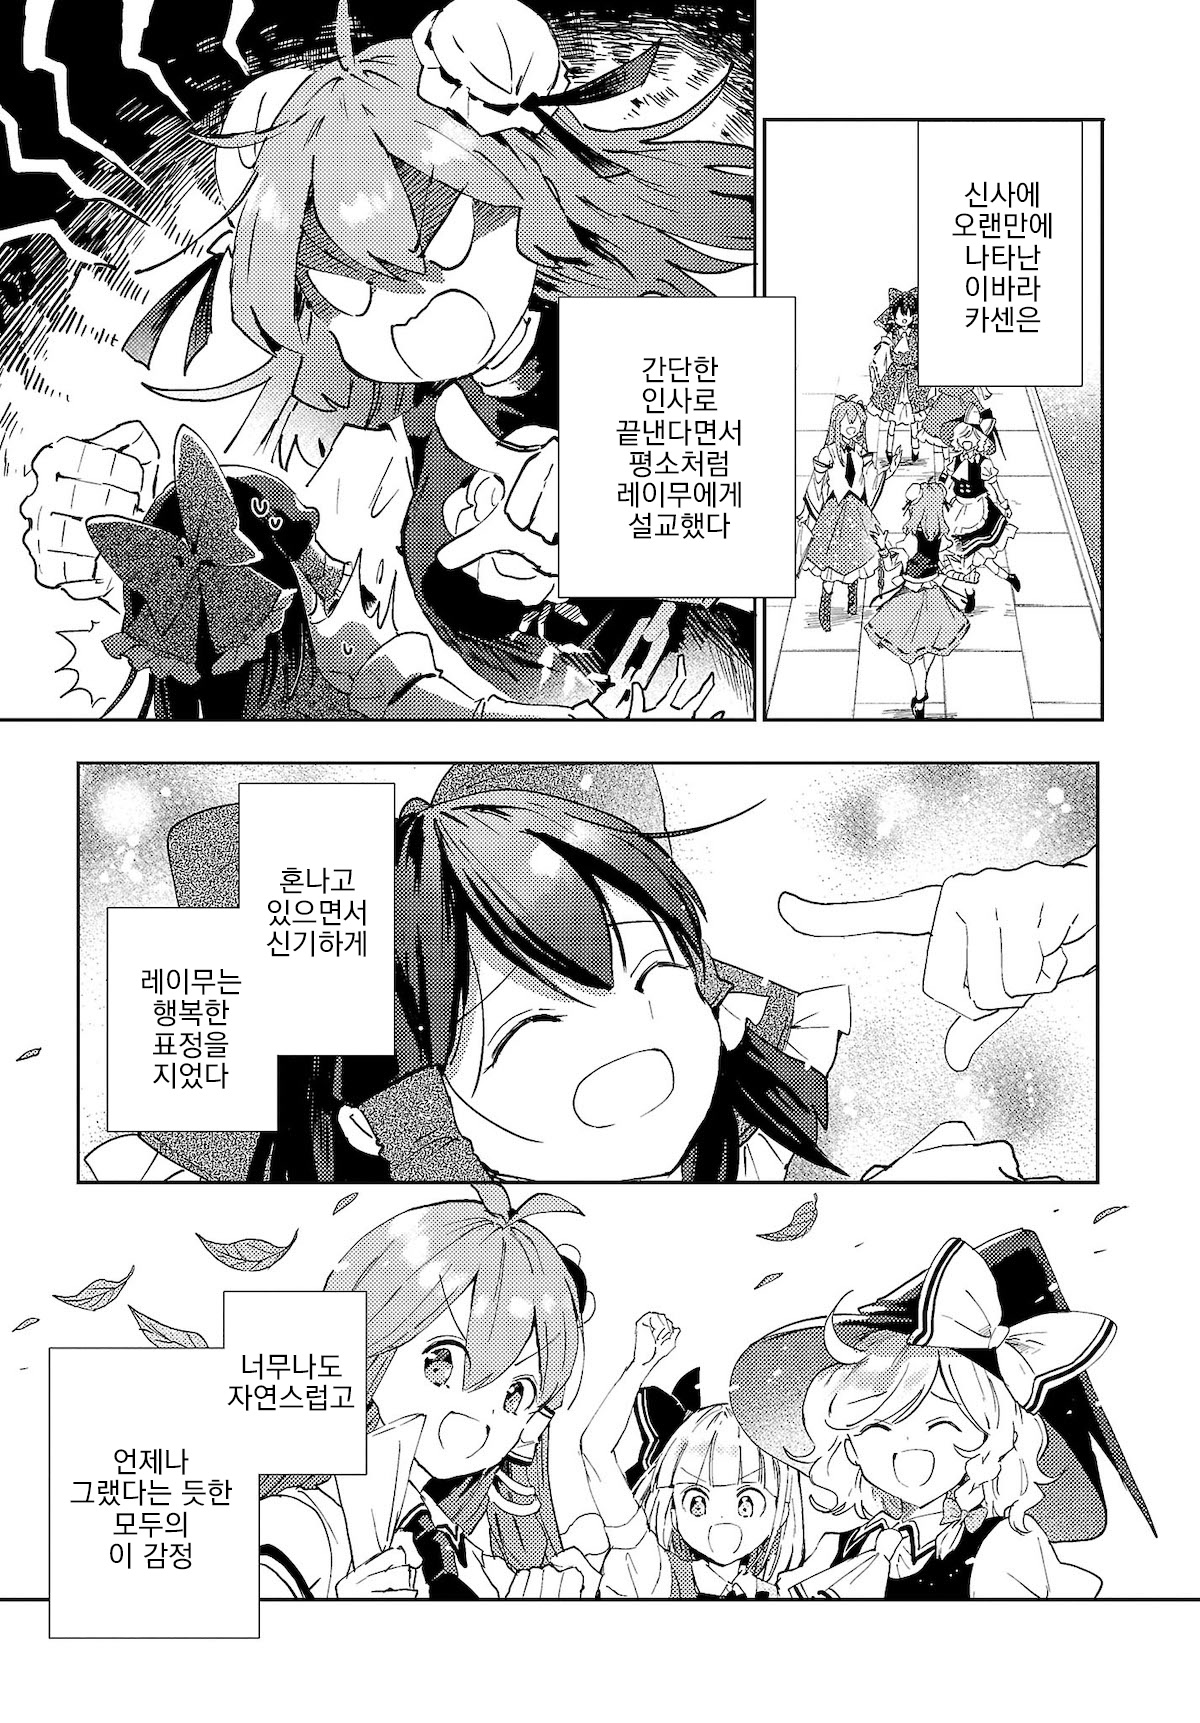 신사에
오랜만에
나타난
이바라
카센은
간단한
인사로
끝낸다면서
평소처럼
레이무에게
설교했다
혼나고
있으면서
신기하게
레이무는
행복한
표정을
지었다
너무나도
자연스럽고
언제나
그랬다는 듯한
모두의
이 감정